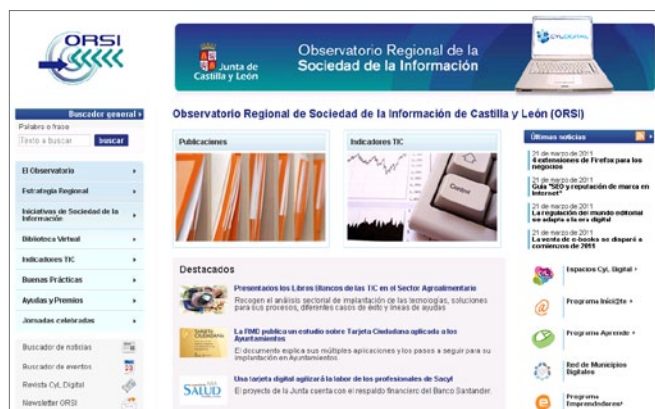 ORSI
Junta de
Castilla y León
Observatorio Regional de la
Sociedad de la Información
CYLDIGITAL
Buscador general
Palabra o frase
Texto a buscar
buscar
El Observatorio
Estrategia Regional
Iniciativas de Sociedad de la
Información
Biblioteca Virtual
Indicadores TIC
Buenas Prácticas
Ayudas y Premios
Jornadas celebradas
Buscador de noticias
Buscador de eventos
23
Revista CyL Digital
Newsletter ORSI
Observatorio Regional de Sociedad de la Información de Castilla y León (ORSI)
Publicaciones
Indicadores TIC
Control
Destacados
Presentados los Libros Blancos de las TIC en el Sector Agroalimentario
Recogen el análisis sectorial de implantación de las tecnologías, soluciones
para sus procesos, diferentes casos de éxito y líneas de ayudas
TARJETA
CIUDADANA
La RMD publica un estudio sobre Tarjeta Ciudadana aplicada a los
Ayuntamientos
El documento explica sus múltiples aplicaciones y los pasos a seguir para su
implantación en Ayuntamientos.
SALUD
Una tarjeta digital agilizará la labor de los profesionales de Sacyl
El proyecto de la Junta cuenta con el respaldo financiero del Banco Santander.
Últimas noticias
21 de marzo de 2011
4 extensiones de Firefox para los
negocios
21 de marzo de 2011
Guía "SEO y reputación de marca en
Internet"
21 de marzo de 2011
La regulación del mundo editorial
se adapta a la era digital
21 de marzo de 2011
La venta de e-books se disparó a
comienzos de 2011
Espacios CyL Digital
Programa Inici@te
Programa Aprende
Red de Municipios
Digitales
Programa
Emprendedores